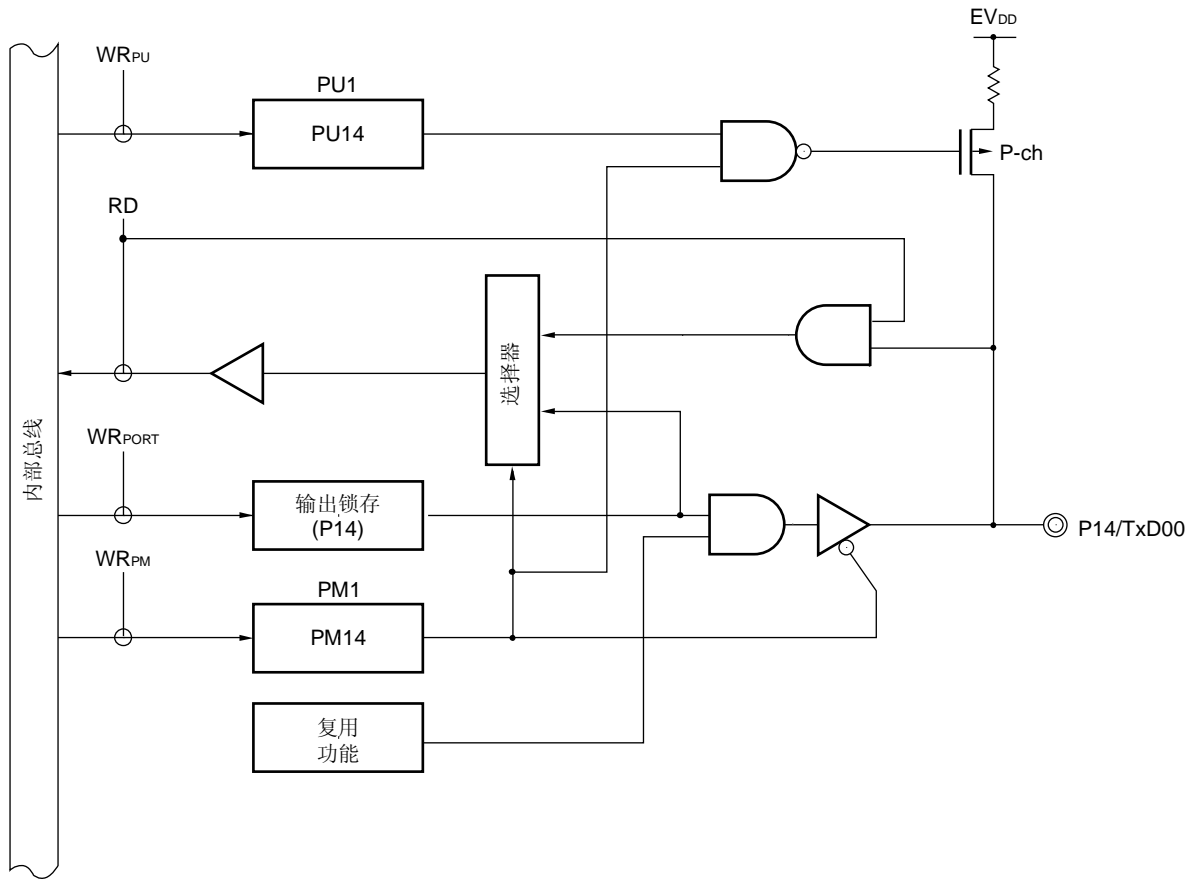 EVDD
WRPU
PU1
PU14
P-ch
RD
选择器
内部总线
WRPORT
输出锁存
(P14)
P14/TxD00
WRPM
PM1
PM14
复用
功能